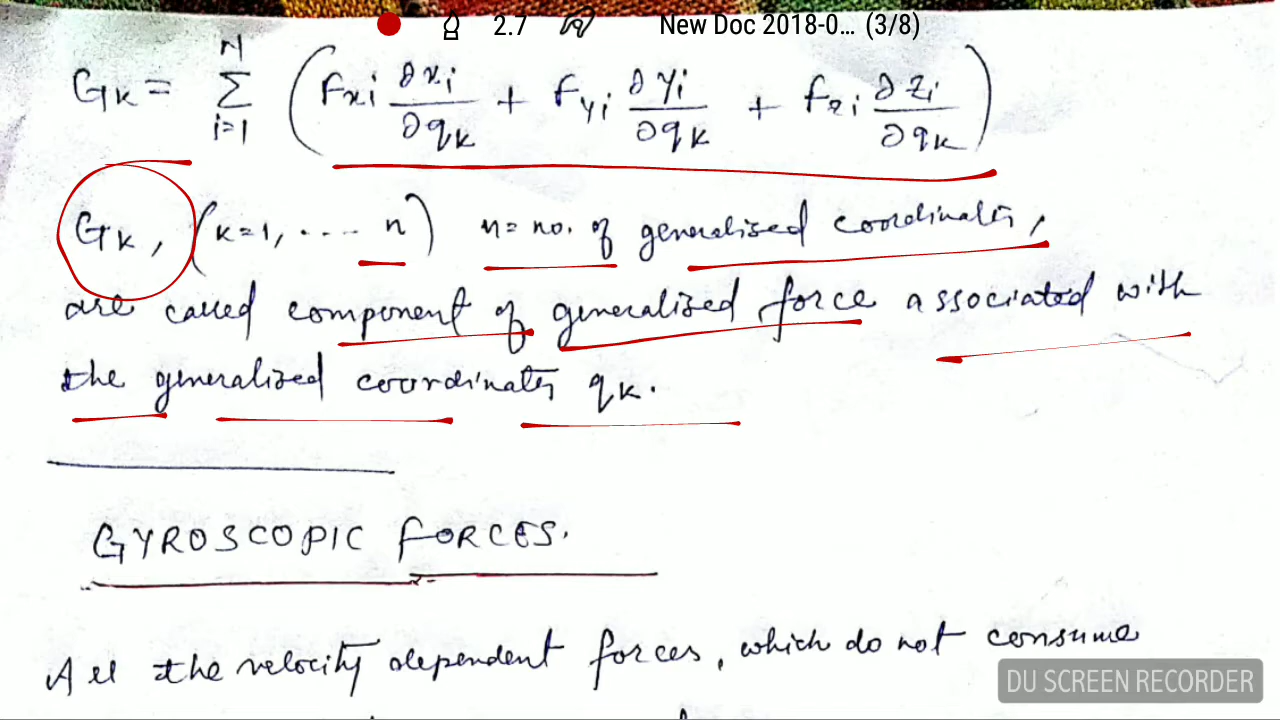 2.7 New Doc 2018-0... (3/8)
Gk = N∑i=1 (Fxi ∂xi/∂qk + Fyi ∂yi/∂qk + Fzi ∂zi/∂qk)
Gk, (k=1, .... n) n= no. of generalised coordinates,
are called component of generalized force associated with
the generalized coordinates qk.
GYROSCOPIC FORCES.
All the velocity dependent forces, which do not consume
DU SCREEN RECORDER